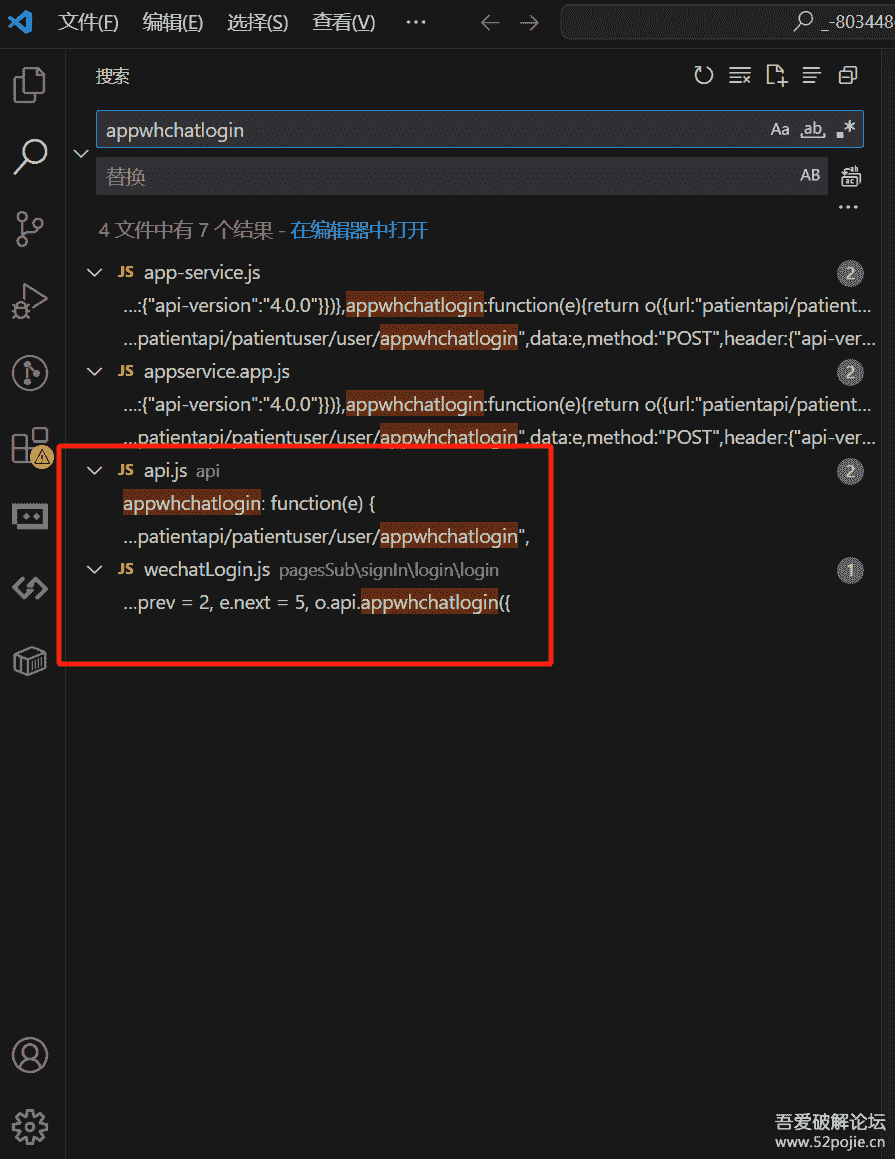 文件(F) 编辑(E) 选择(S) 查看(V) ··· _-803448
搜索
appwhchatlogin Aa ab
替换 AB
4 文件中有 7 个结果 - 在编辑器中打开
JS app-service.js 2
...:{"api-version":"4.0.0"}})},appwhchatlogin:function(e){return o({url:"patientapi/patient...
...patientapi/patientuser/user/appwhchatlogin",data:e,method:"POST",header:{"api-ver...
JS appservice.app.js 2
...:{"api-version":"4.0.0"}})},appwhchatlogin:function(e){return o({url:"patientapi/patient...
...patientapi/patientuser/user/appwhchatlogin",data:e,method:"POST",header:{"api-ver...
JS api.js api 2
appwhchatlogin: function(e) {
...patientapi/patientuser/user/appwhchatlogin",
JS wechatLogin.js pagesSub\signIn\login\login 1
...prev = 2, e.next = 5, o.api.appwhchatlogin({
吾爱破解论坛
www.52pojie.cn